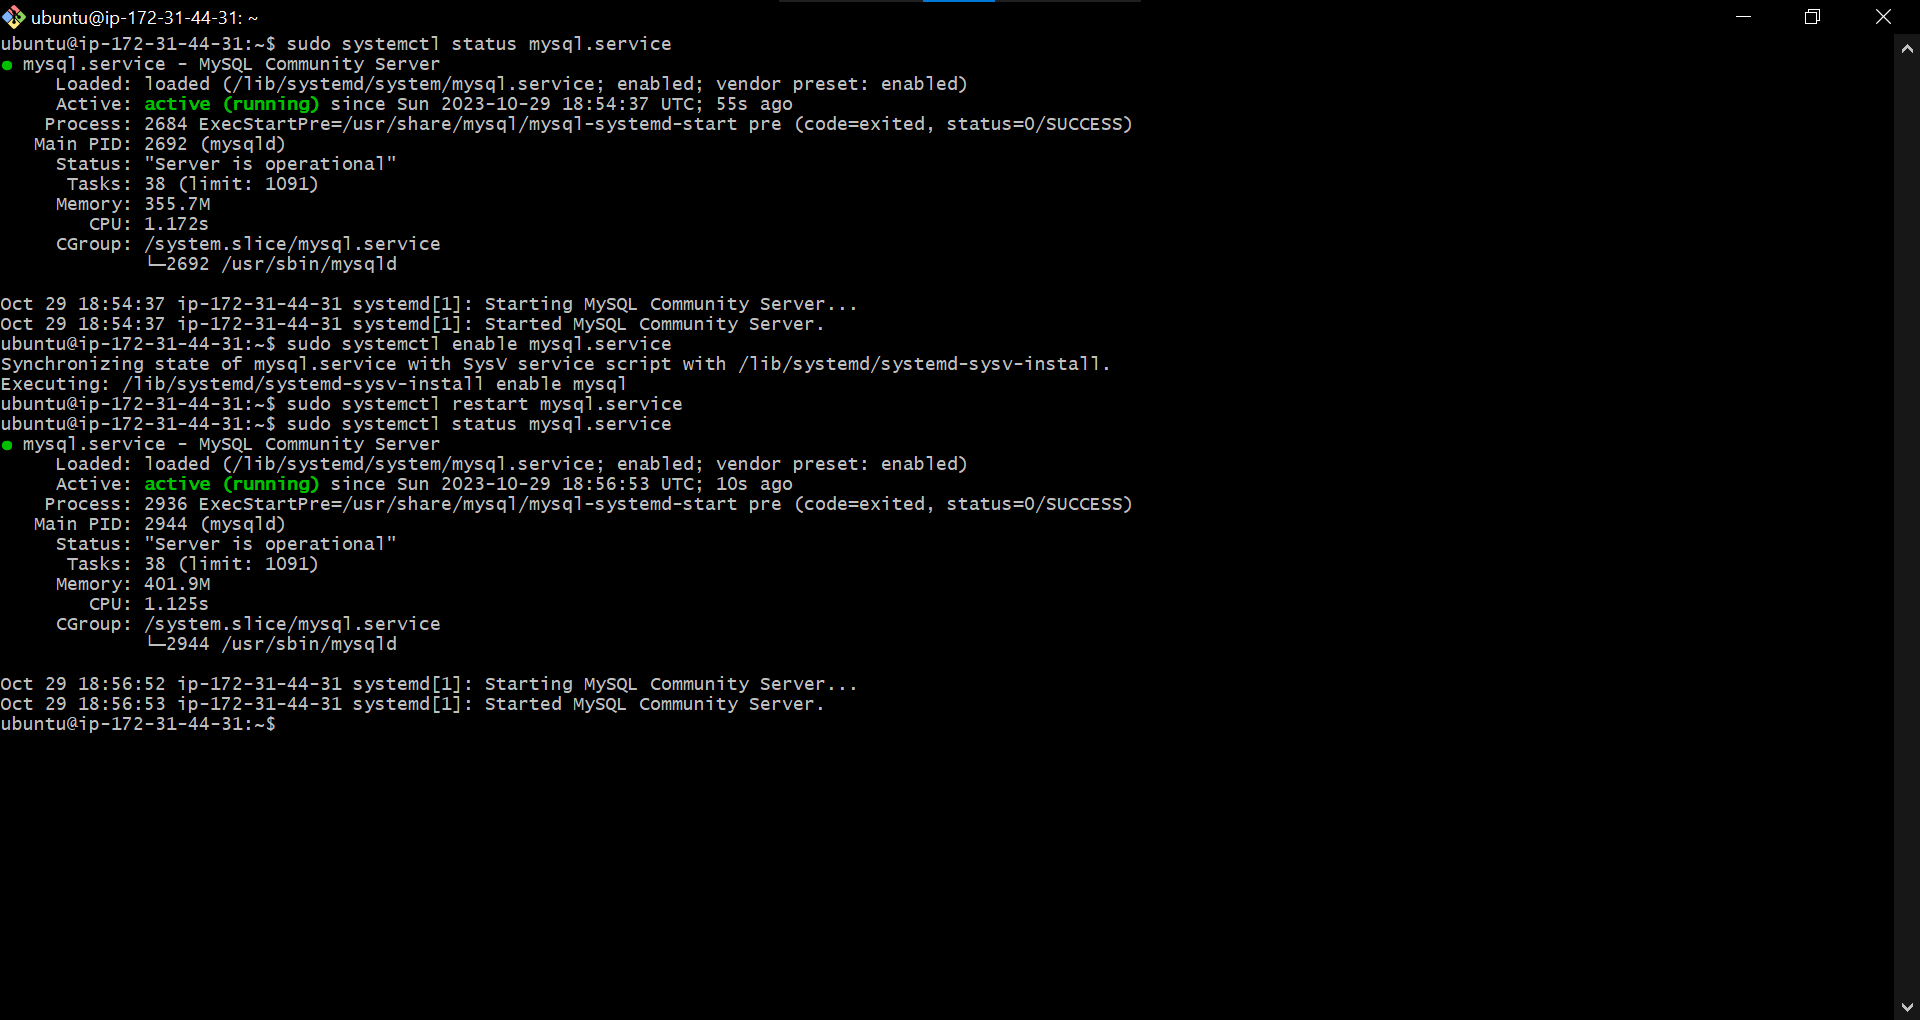 ubuntu@ip-172-31-44-31: ~
ubuntu@ip-172-31-44-31:~$ sudo systemctl status mysql.service
● mysql.service - MySQL Community Server
     Loaded: loaded (/lib/systemd/system/mysql.service; enabled; vendor preset: enabled)
     Active: active (running) since Sun 2023-10-29 18:54:37 UTC; 55s ago
    Process: 2684 ExecStartPre=/usr/share/mysql/mysql-systemd-start pre (code=exited, status=0/SUCCESS)
   Main PID: 2692 (mysqld)
     Status: "Server is operational"
      Tasks: 38 (limit: 1091)
     Memory: 355.7M
        CPU: 1.172s
     CGroup: /system.slice/mysql.service
             └─2692 /usr/sbin/mysqld

Oct 29 18:54:37 ip-172-31-44-31 systemd[1]: Starting MySQL Community Server...
Oct 29 18:54:37 ip-172-31-44-31 systemd[1]: Started MySQL Community Server.
ubuntu@ip-172-31-44-31:~$ sudo systemctl enable mysql.service
Synchronizing state of mysql.service with SysV service script with /lib/systemd/systemd-sysv-install.
Executing: /lib/systemd/systemd-sysv-install enable mysql
ubuntu@ip-172-31-44-31:~$ sudo systemctl restart mysql.service
ubuntu@ip-172-31-44-31:~$ sudo systemctl status mysql.service
● mysql.service - MySQL Community Server
     Loaded: loaded (/lib/systemd/system/mysql.service; enabled; vendor preset: enabled)
     Active: active (running) since Sun 2023-10-29 18:56:53 UTC; 10s ago
    Process: 2936 ExecStartPre=/usr/share/mysql/mysql-systemd-start pre (code=exited, status=0/SUCCESS)
   Main PID: 2944 (mysqld)
     Status: "Server is operational"
      Tasks: 38 (limit: 1091)
     Memory: 401.9M
        CPU: 1.125s
     CGroup: /system.slice/mysql.service
             └─2944 /usr/sbin/mysqld

Oct 29 18:56:52 ip-172-31-44-31 systemd[1]: Starting MySQL Community Server...
Oct 29 18:56:53 ip-172-31-44-31 systemd[1]: Started MySQL Community Server.
ubuntu@ip-172-31-44-31:~$